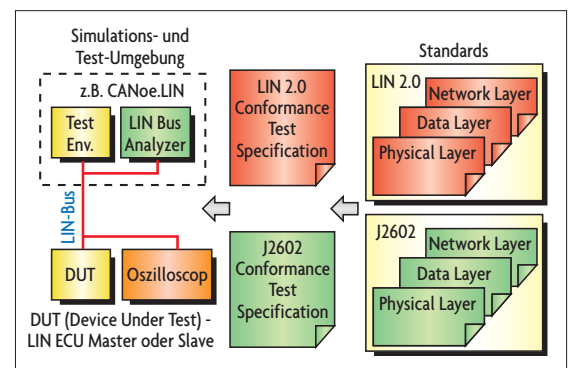 Simulations- und
Test-Umgebung
z.B. CANoe.LIN
Test
Env.
LIN Bus
Analyzer
LIN-Bus
DUT
Oszilloscop
DUT (Device Under Test) -
LIN ECU Master oder Slave
LIN 2.0
Conformance
Test
Specification
J2602
Conformance
Test
Specification
Standards
LIN 2.0
Network Layer
Data Layer
Physical Layer
J2602
Network Layer
Data Layer
Physical Layer